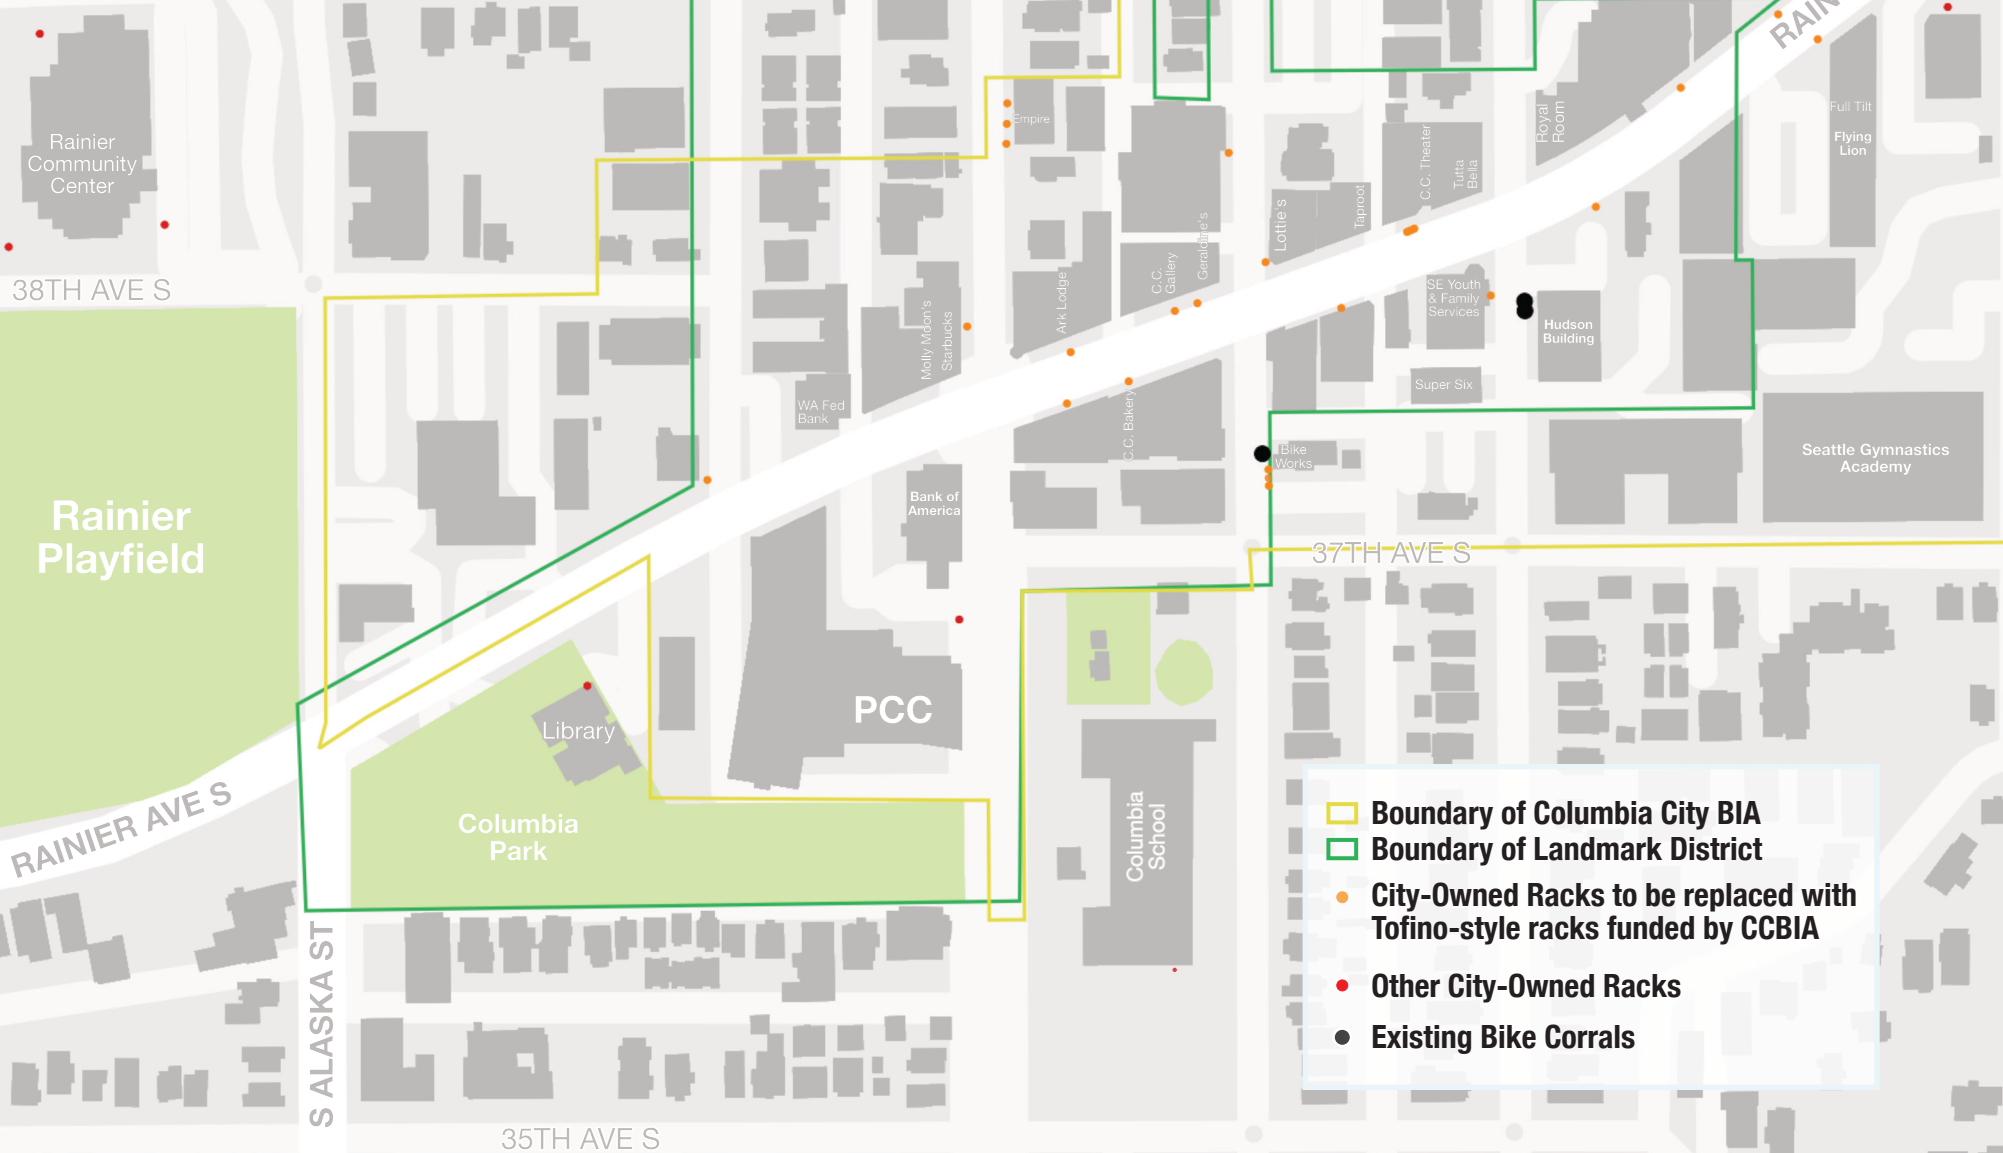 RAIN
Rainier
Community
Center
38TH AVE S
Empire
Royal
Room
Full Tilt
Flying
Lion
C.C. Theater
Tutta
Bella
Taproot
Lottie's
Geraldine's
C.C.
Gallery
Ark Lodge
Molly Moon's
Starbucks
SE Youth
& Family
Services
Hudson
Building
Super Six
WA Fed
Bank
C.C. Bakery
Bike
Works
Seattle Gymnastics
Academy
Bank of
America
Rainier
Playfield
37TH AVE S
PCC
Library
Columbia
Park
Columbia
School
RAINIER AVE S
S ALASKA ST
35TH AVE S
Boundary of Columbia City BIA
Boundary of Landmark District
City-Owned Racks to be replaced with
Tofino-style racks funded by CCBIA
Other City-Owned Racks
Existing Bike Corrals